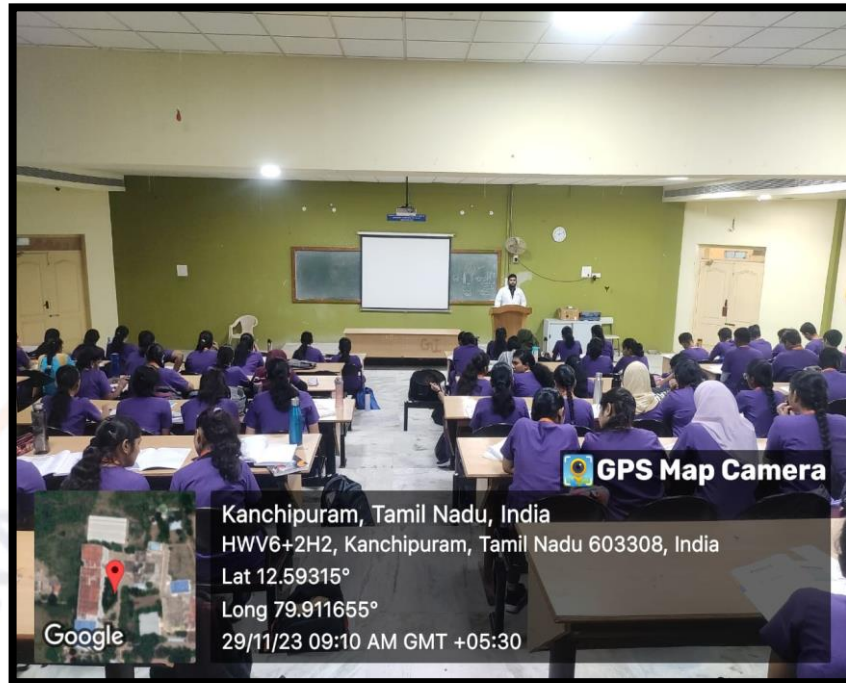 GPS Map Camera
Kanchipuram, Tamil Nadu, India
HWV6+2H2, Kanchipuram, Tamil Nadu 603308, India
Lat 12.59315°
Long 79.911655°
29/11/23 09:10 AM GMT +05:30
Google